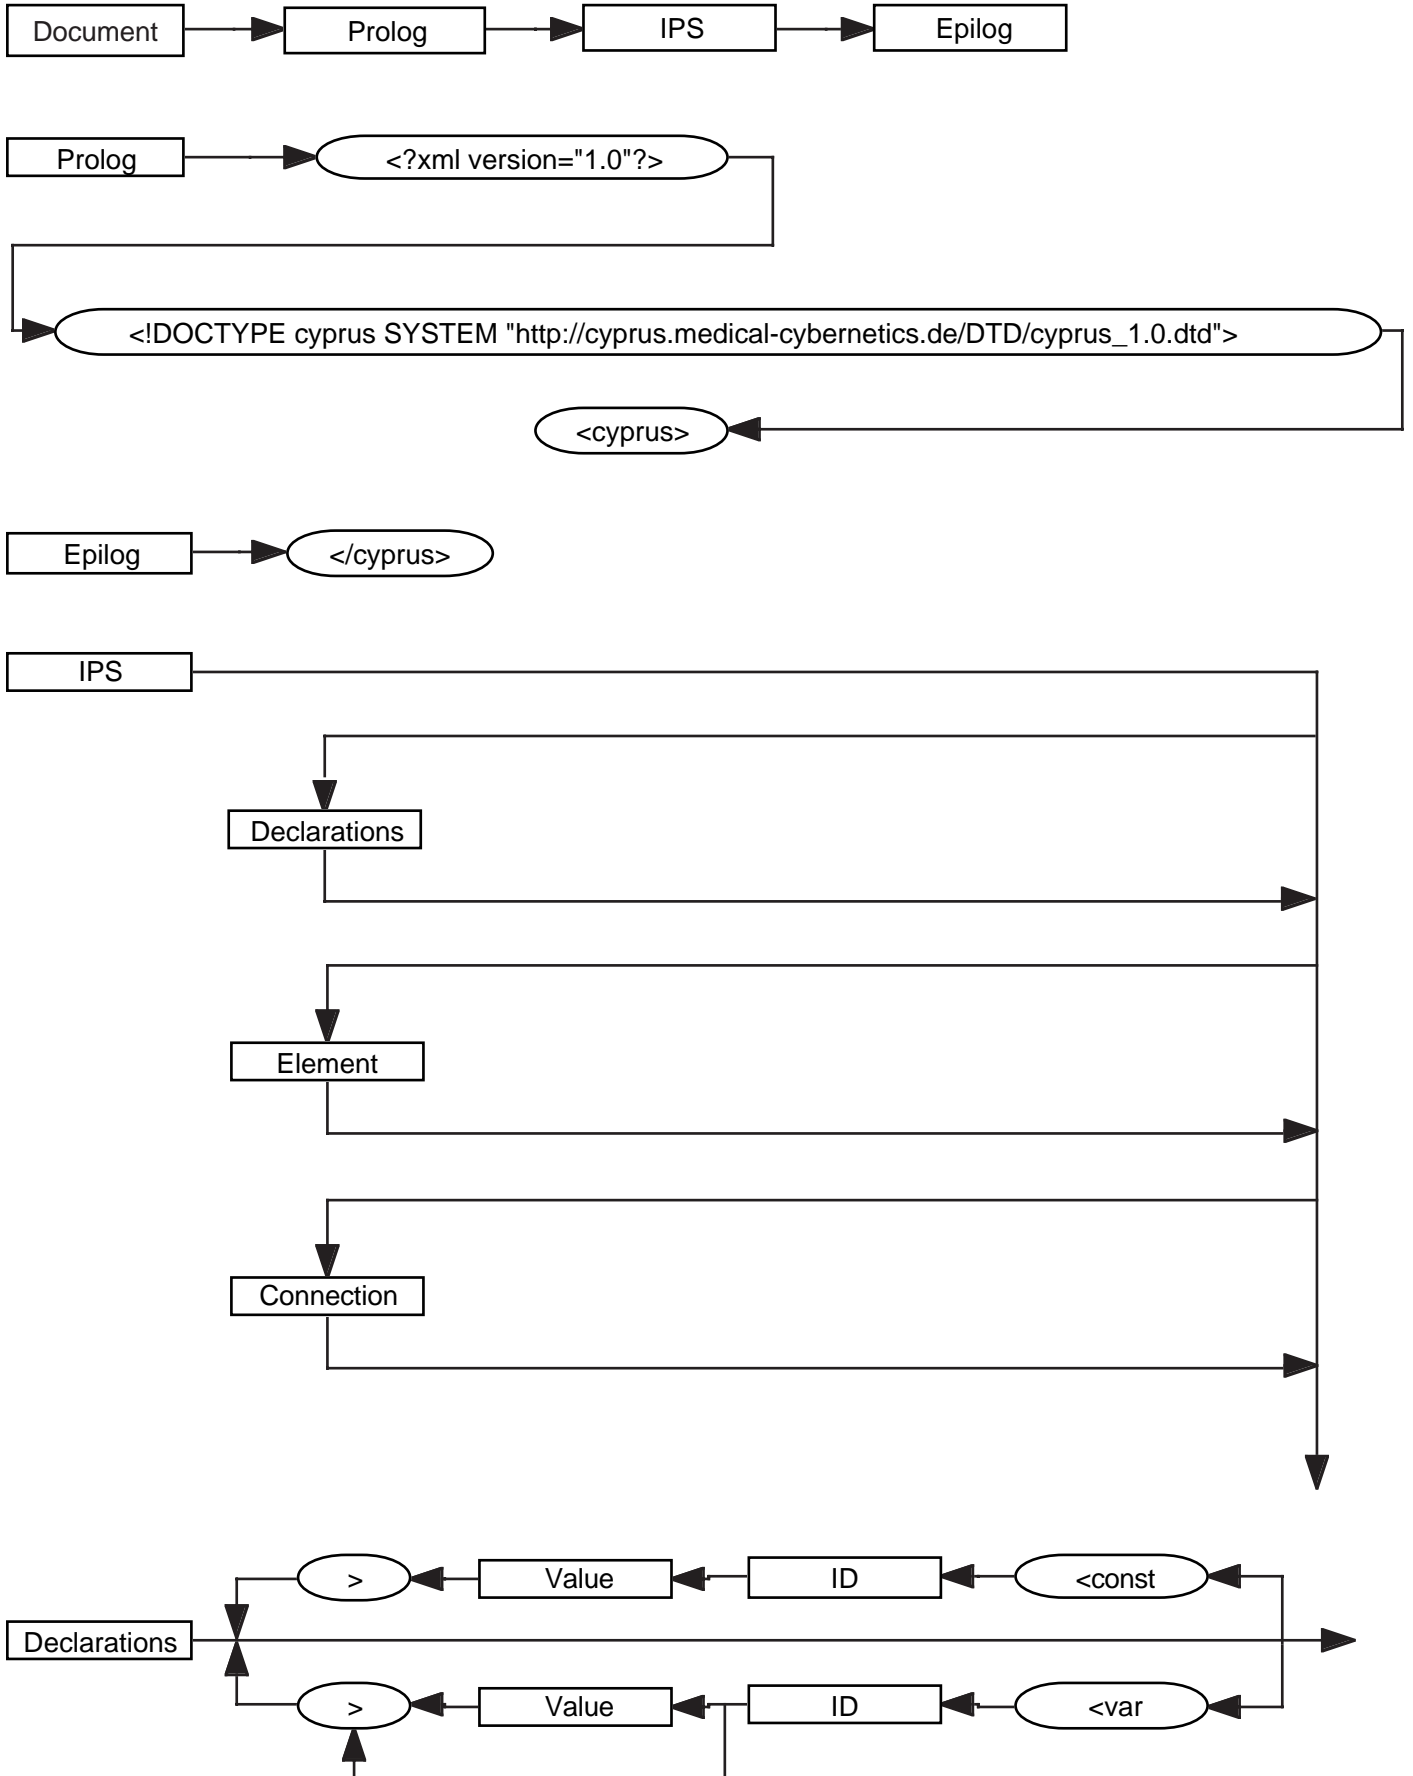 Document Prolog IPS Epilog
Prolog <?xml version="1.0"?>
<!DOCTYPE cyprus SYSTEM "http://cyprus.medical-cybernetics.de/DTD/cyprus_1.0.dtd">
<cyprus>
Epilog </cyprus>
IPS
Declarations
Element
Connection
> Value ID <const
Declarations
> Value ID <var